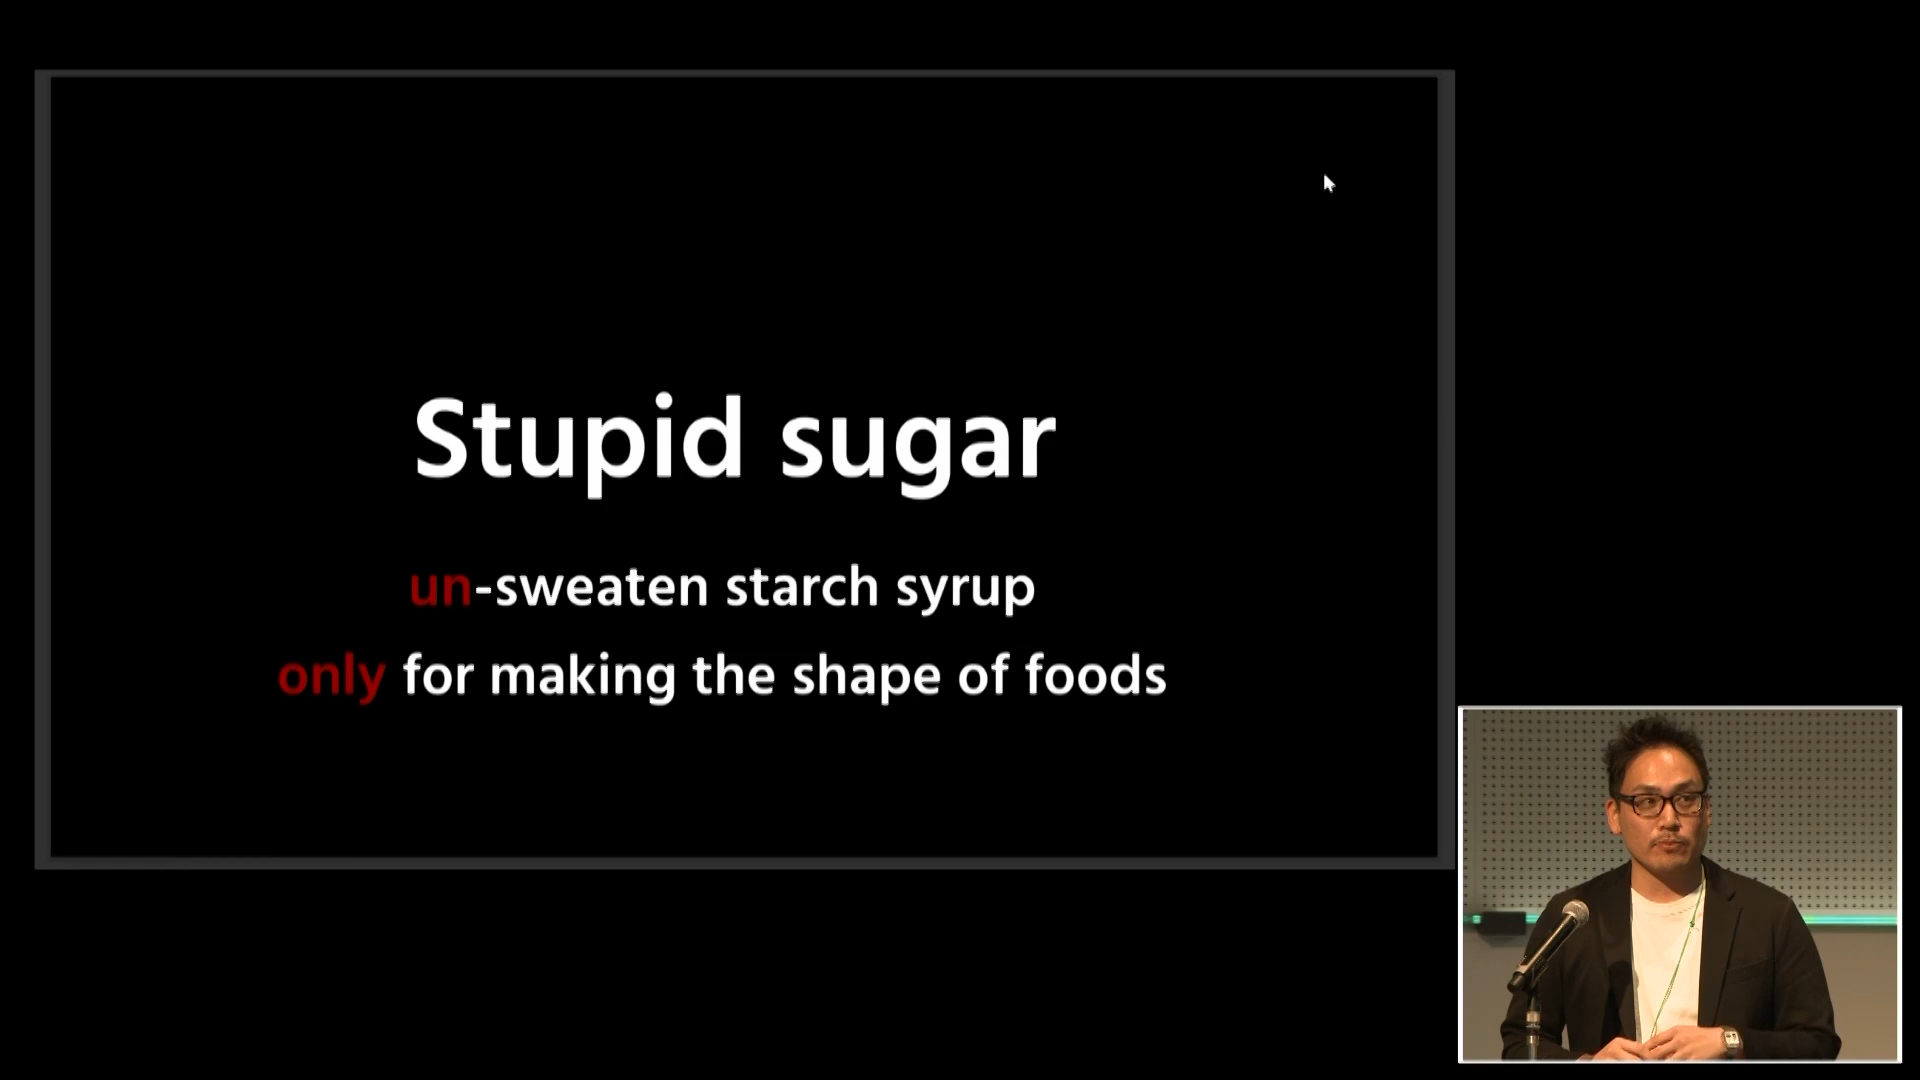 Stupid sugar
un-sweaten starch syrup
only for making the shape of foods